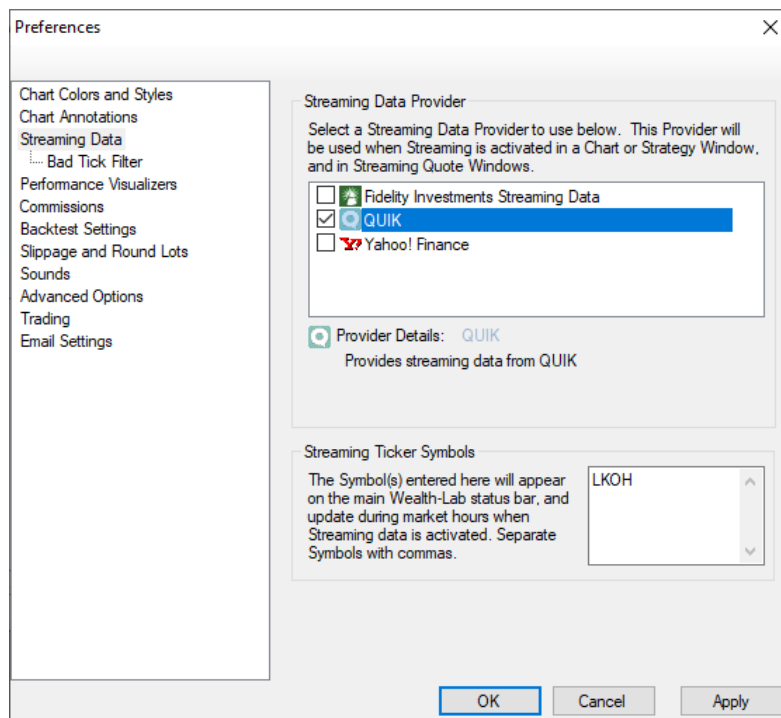 Preferences
Chart Colors and Styles
Chart Annotations
Streaming Data
Bad Tick Filter
Performance Visualizers
Commissions
Backtest Settings
Slippage and Round Lots
Sounds
Advanced Options
Trading
Email Settings
Streaming Data Provider
Select a Streaming Data Provider to use below. This Provider will
be used when Streaming is activated in a Chart or Strategy Window,
and in Streaming Quote Windows.
Fidelity Investments Streaming Data
QUIK
Y! Yahoo! Finance
Provider Details: QUIK
Provides streaming data from QUIK
Streaming Ticker Symbols
The Symbol(s) entered here will appear
on the main Wealth-Lab status bar, and
update during market hours when
Streaming data is activated. Separate
Symbols with commas.
LKOH
OK Cancel Apply